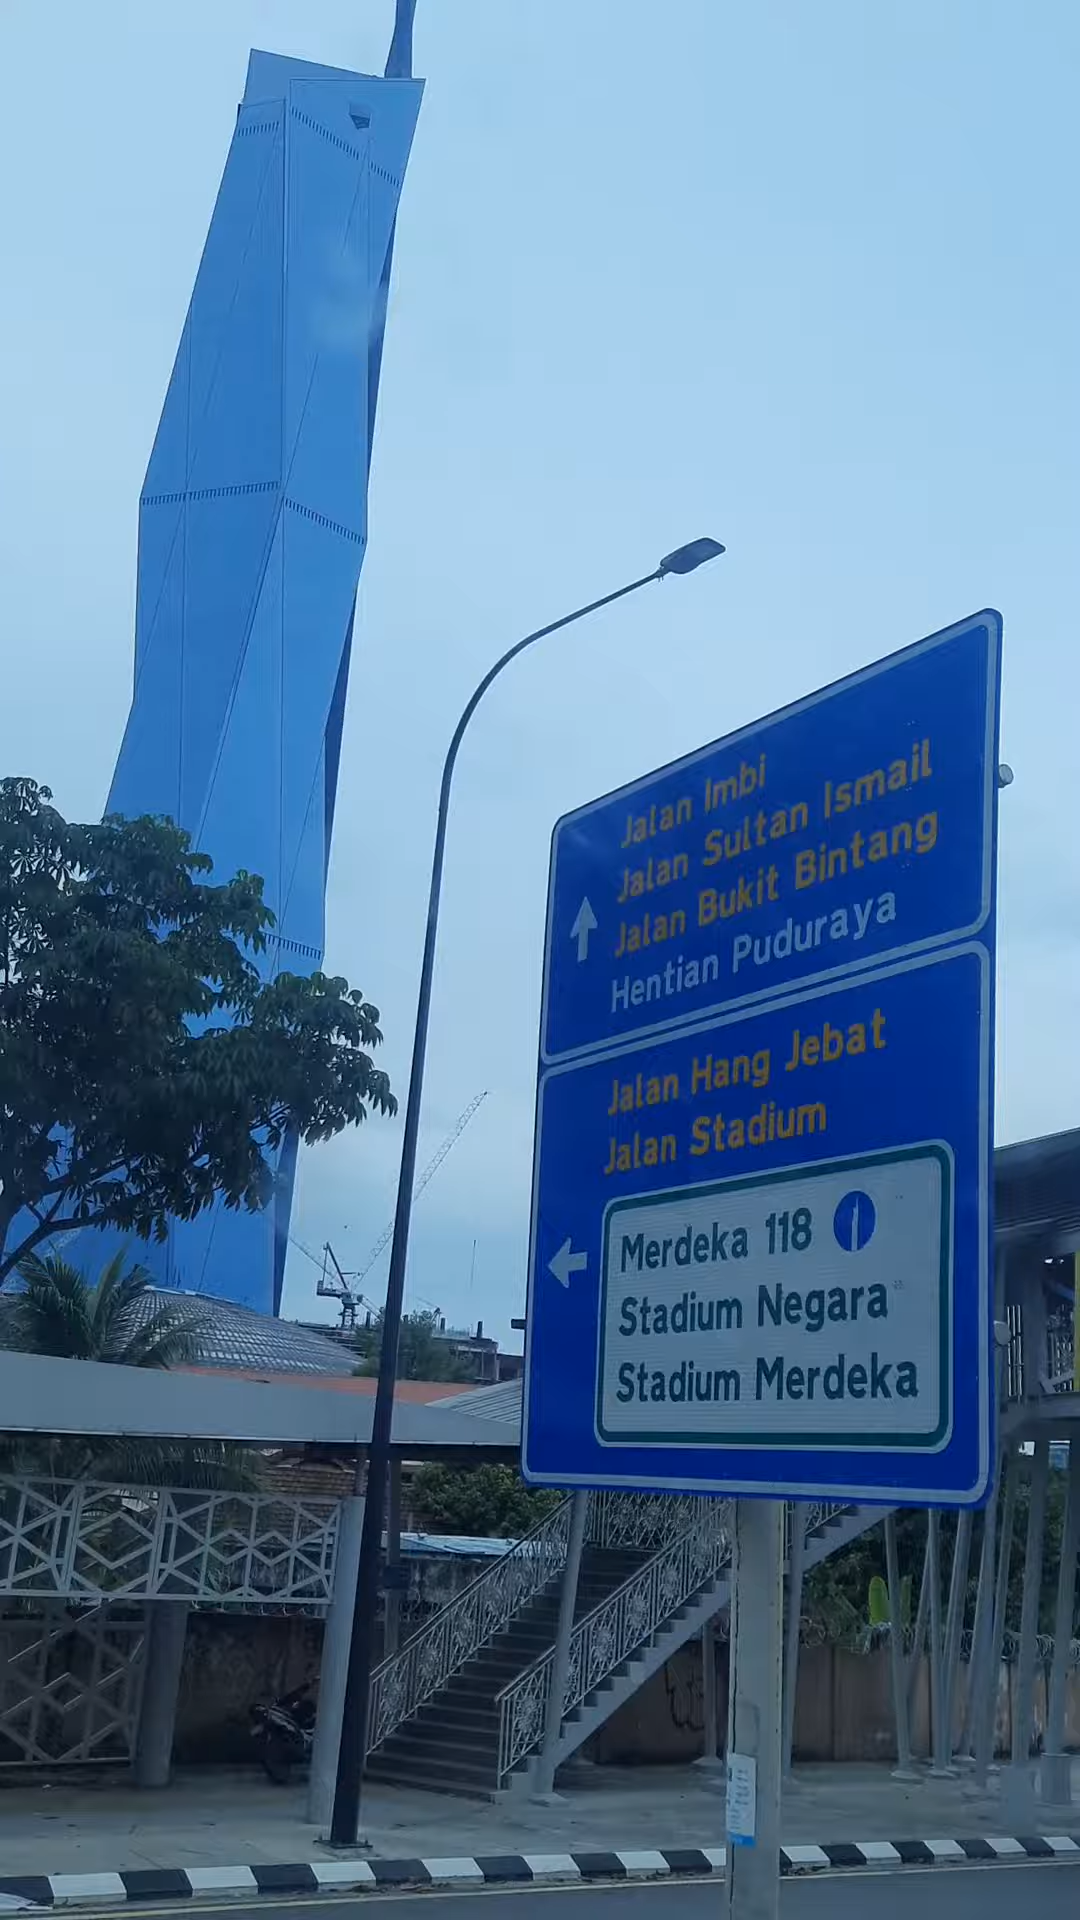 Jalan Imbi
Jalan Sultan Ismail
Jalan Bukit Bintang
Hentian Puduraya
Jalan Hang Jebat
Jalan Stadium
Merdeka 118
Stadium Negara
Stadium Merdeka